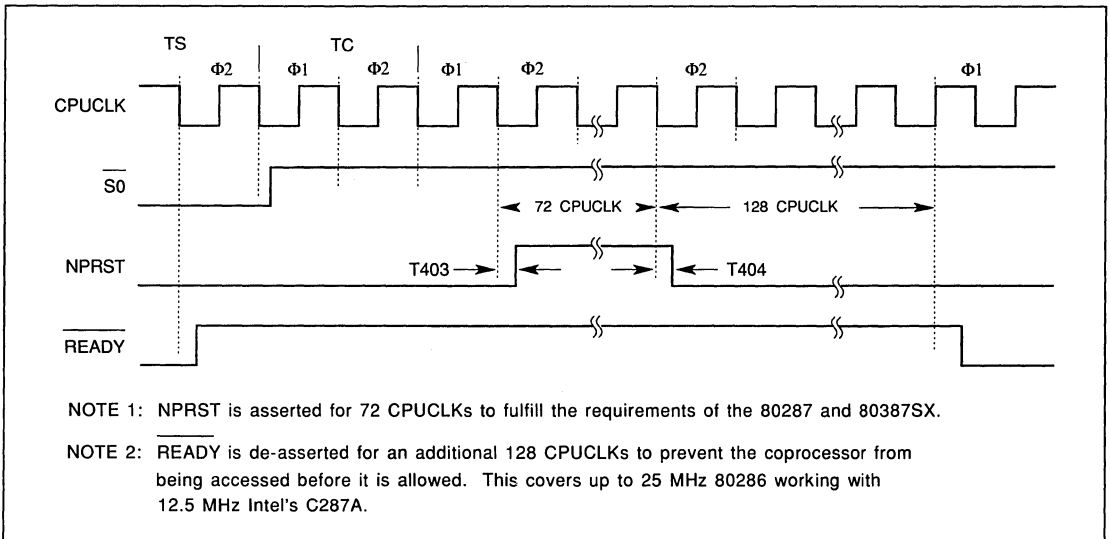 TS TC
Φ2 Φ1 Φ2 Φ1 Φ2 Φ2 Φ1
CPUCLK
S0
72 CPUCLK 128 CPUCLK
NPRST T403 T404
READY
NOTE 1: NPRST is asserted for 72 CPUCLKs to fulfill the requirements of the 80287 and 80387SX.
NOTE 2: READY is de-asserted for an additional 128 CPUCLKs to prevent the coprocessor from
being accessed before it is allowed. This covers up to 25 MHz 80286 working with
12.5 MHz Intel's C287A.